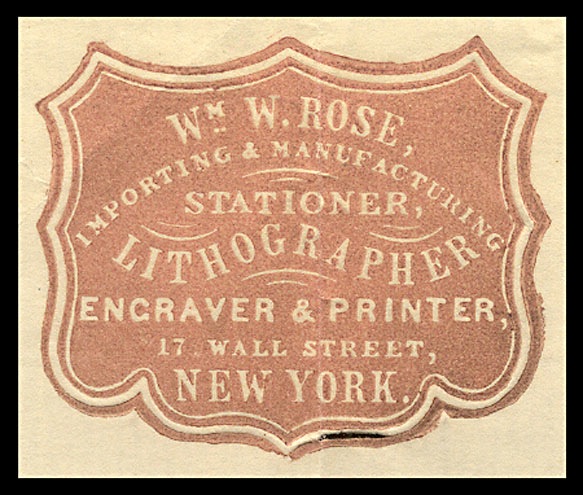 Wᴹ W. ROSE,
IMPORTING & MANUFACTURING
STATIONER,
LITHOGRAPHER
ENGRAVER & PRINTER,
17. WALL STREET,
NEW YORK.